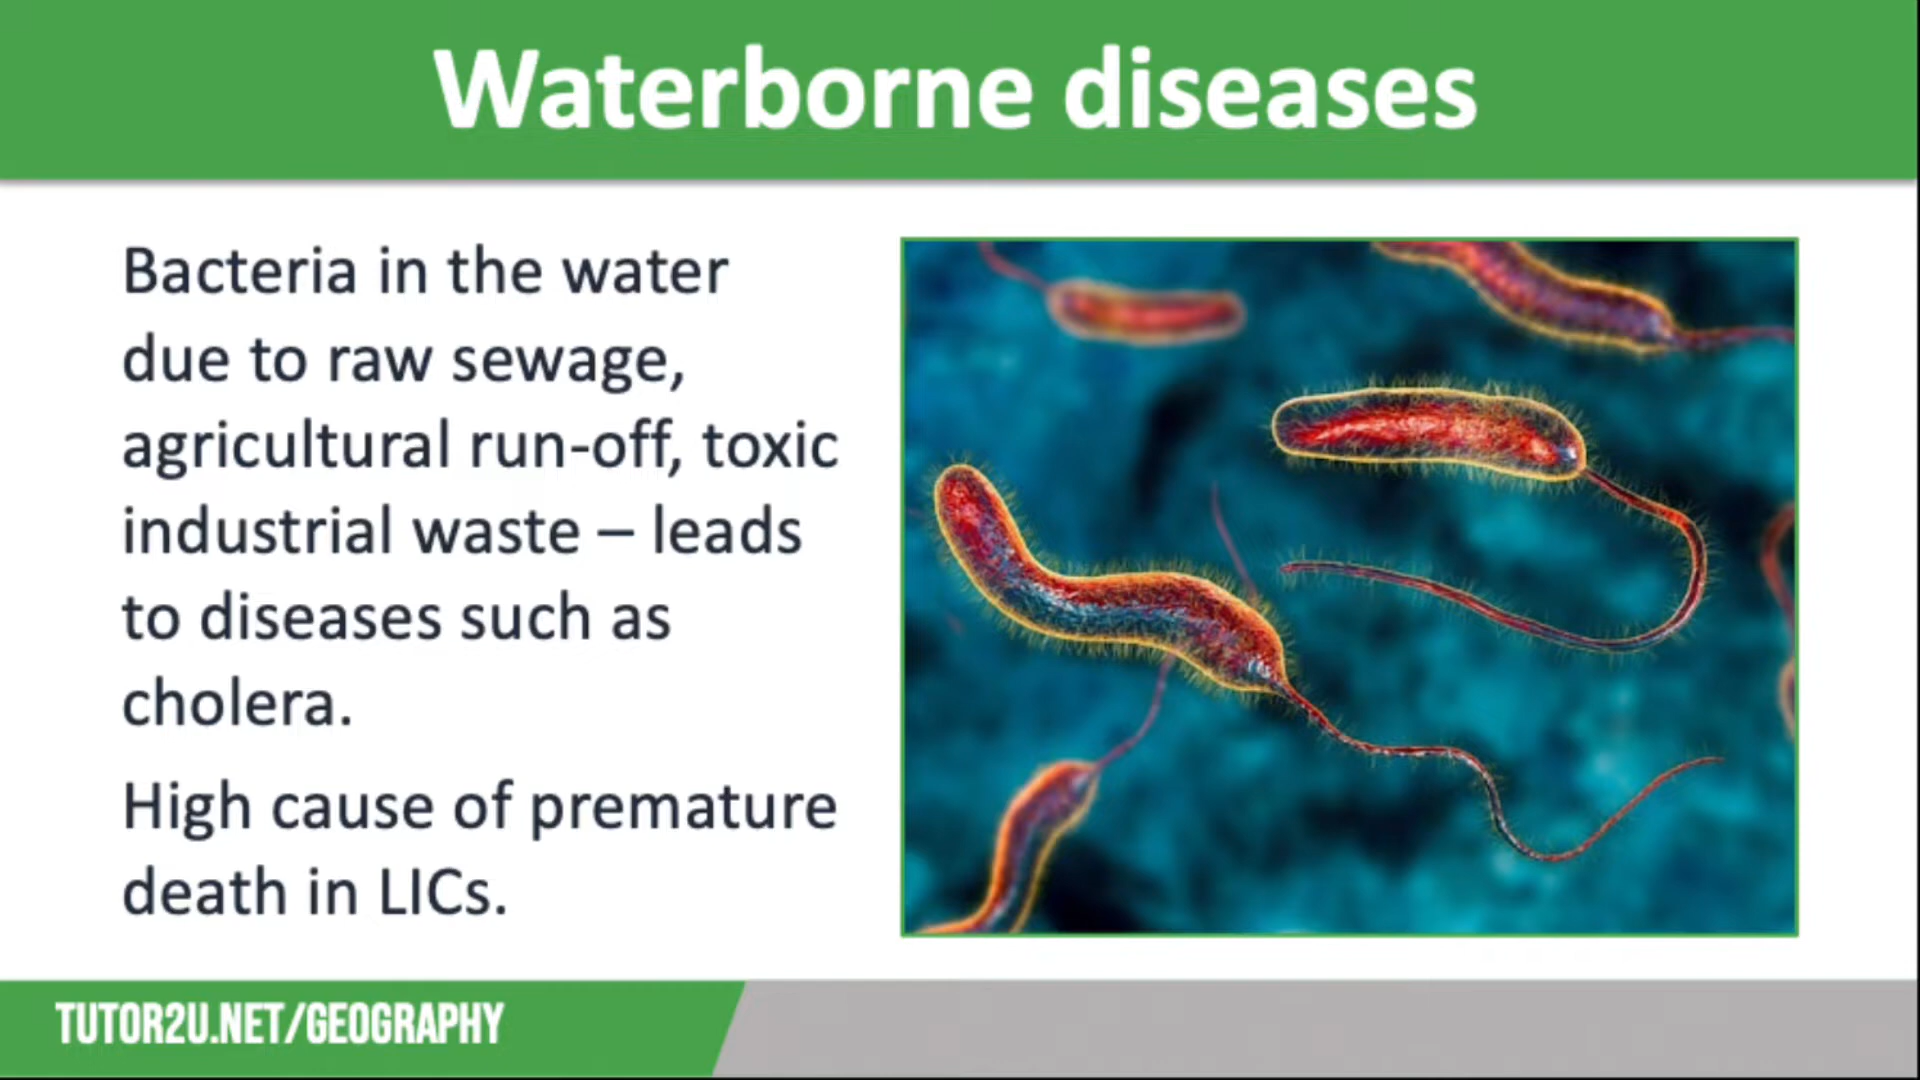 Waterborne diseases
Bacteria in the water
due to raw sewage,
agricultural run-off, toxic
industrial waste – leads
to diseases such as
cholera.
High cause of premature
death in LICs.
TUTOR2U.NET/GEOGRAPHY